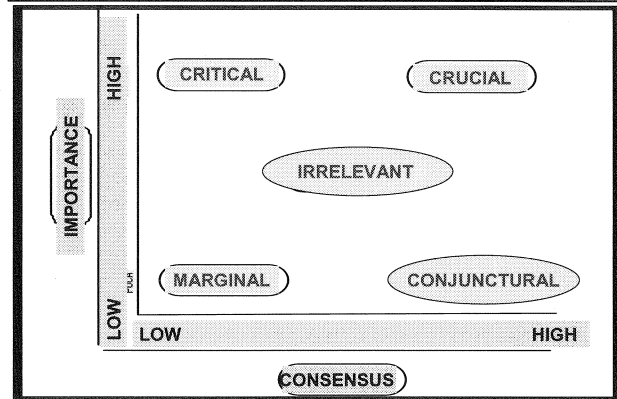 HIGH
CRITICAL
CRUCIAL
IMPORTANCE
IRRELEVANT
MARGINAL
CONJUNCTURAL
LOW
LOW
HIGH
CONSENSUS